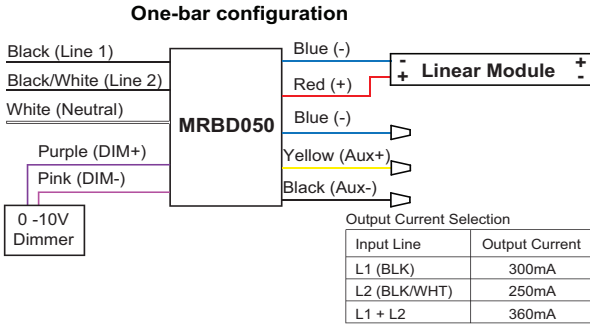 One-bar configuration
Black (Line 1)
Black/White (Line 2)
White (Neutral)
Purple (DIM+)
Pink (DIM-)
0 -10V
Dimmer
MRBD050
Blue (-)
Red (+)
Blue (-)
Yellow (Aux+)
Black (Aux-)
- +
+ Linear Module -
Output Current Selection
Input Line Output Current
L1 (BLK) 300mA
L2 (BLK/WHT) 250mA
L1 + L2 360mA